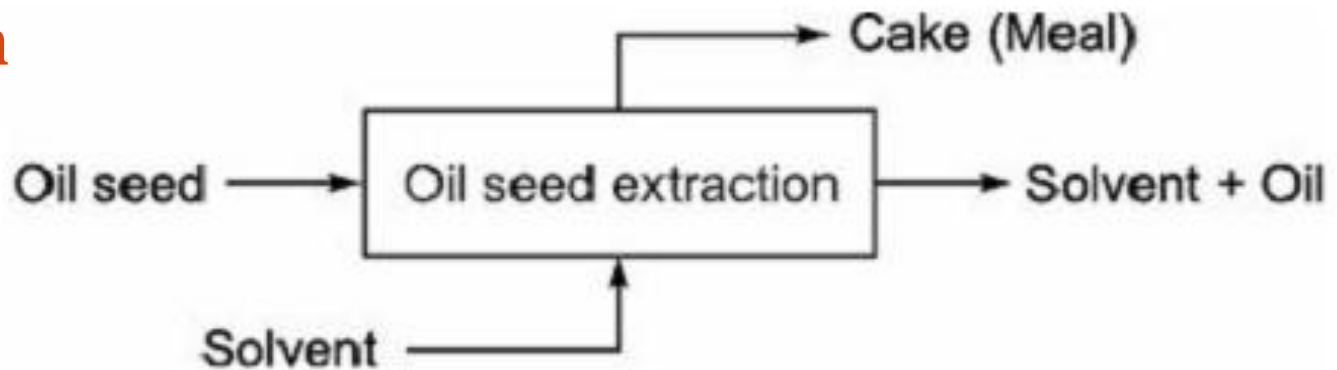 Cake (Meal)
Oil seed
Oil seed extraction
Solvent + Oil
Solvent